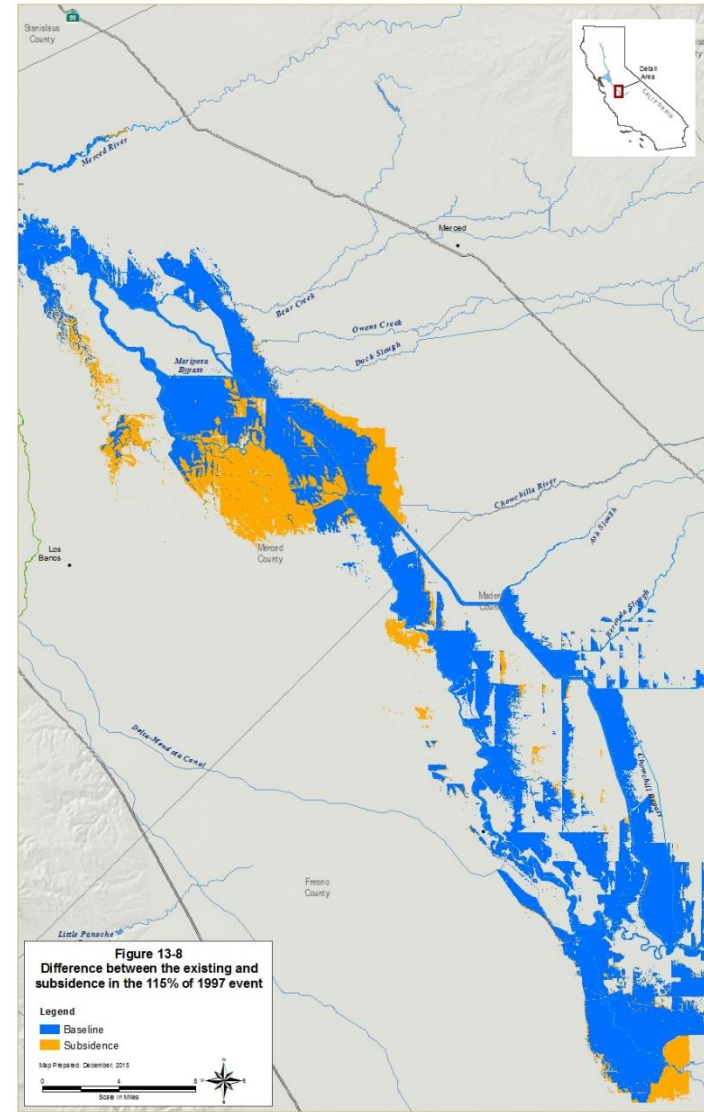 Stanislaus
County
99
Detail
Area
CALIFORNIA
Merced River
Merced
Bear Creek
Owens Creek
Duck Slough
Mariposa
Bypass
Chowchilla River
Ash Slough
Los
Banos
Merced
County
Berenda Slough
Delta-Mendota Canal
Chowchill Bypass
Fresno
County
Little Panoche
Figure 13-8
Difference between the existing and
subsidence in the 115% of 1997 event
Legend
Baseline
Subsidence
Map Prepared: December, 2015
0 4 8
Scale in Miles
N
W E
S